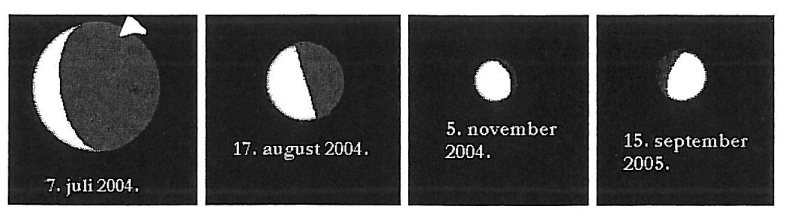 7. juli 2004.
17. august 2004.
5. november
2004.
15. september
2005.